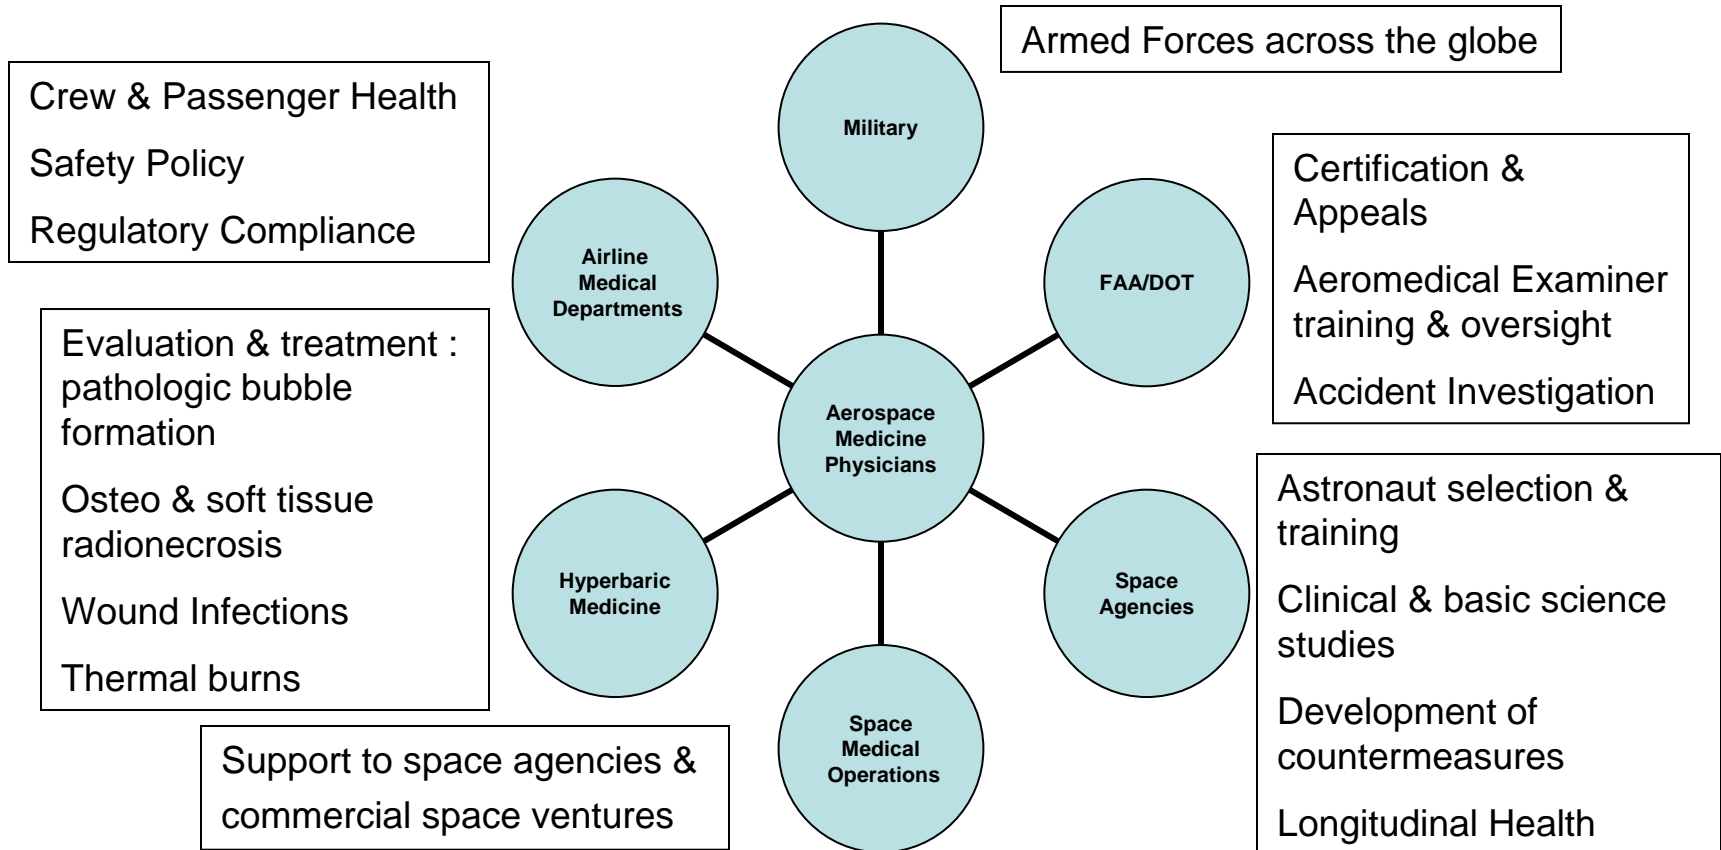 Armed Forces across the globe
Crew & Passenger Health
Safety Policy
Regulatory Compliance
Military
Certification &
Appeals
Aeromedical Examiner
training & oversight
Accident Investigation
Airline
Medical
Departments
FAA/DOT
Evaluation & treatment :
pathologic bubble
formation
Osteo & soft tissue
radionecrosis
Wound Infections
Thermal burns
Aerospace
Medicine
Physicians
Astronaut selection &
training
Clinical & basic science
studies
Development of
countermeasures
Longitudinal Health
Hyperbaric
Medicine
Space
Agencies
Space
Medical
Operations
Support to space agencies &
commercial space ventures